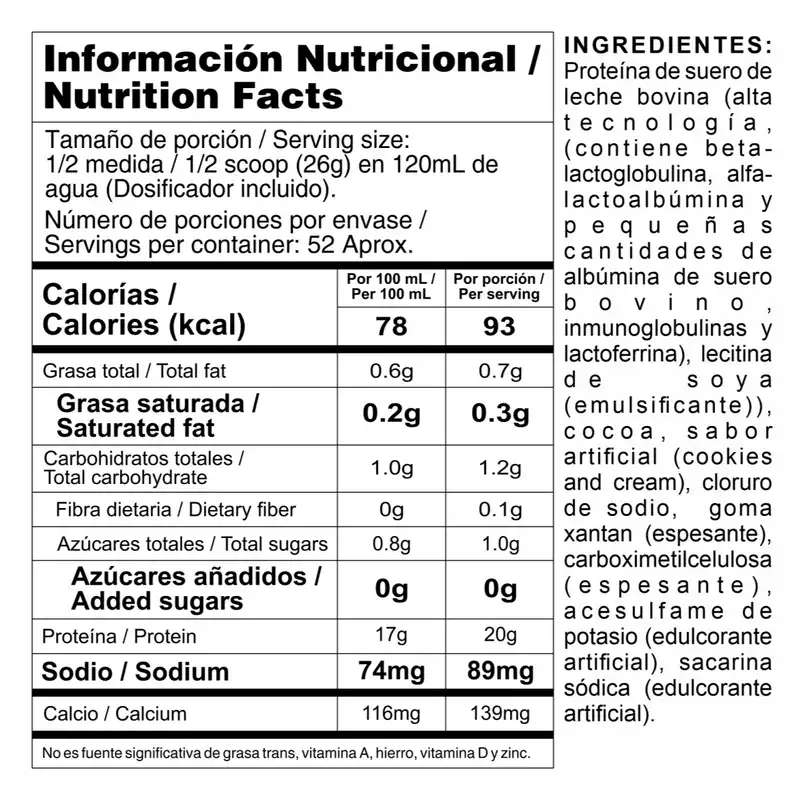 Información Nutricional /
Nutrition Facts
Tamaño de porción / Serving size:
1/2 medida / 1/2 scoop (26g) en 120mL de
agua (Dosificador incluido).
Número de porciones por envase /
Servings per container: 52 Aprox.
Calorías /
Calories (kcal)
Por 100 mL /
Per 100 mL
Por porción /
Per serving
78 93
Grasa total / Total fat 0.6g 0.7g
Grasa saturada /
Saturated fat 0.2g 0.3g
Carbohidratos totales /
Total carbohydrate 1.0g 1.2g
Fibra dietaria / Dietary fiber 0g 0.1g
Azúcares totales / Total sugars 0.8g 1.0g
Azúcares añadidos /
Added sugars 0g 0g
Proteína / Protein 17g 20g
Sodio / Sodium 74mg 89mg
Calcio / Calcium 116mg 139mg
No es fuente significativa de grasa trans, vitamina A, hierro, vitamina D y zinc.
INGREDIENTES:
Proteína de suero de
leche bovina (alta
tecnología,
(contiene beta-
lactoglobulina, alfa-
lactoalbúmina y
pequeñas
cantidades de
albúmina de suero
bovino,
inmunoglobulinas y
lactoferrina), lecitina
de soya
(emulsificante)),
cocoa, sabor
artificial (cookies
and cream), cloruro
de sodio, goma
xantan (espesante),
carboximetilcelulosa
(espesante),
acesulfame de
potasio (edulcorante
artificial), sacarina
sódica (edulcorante
artificial).